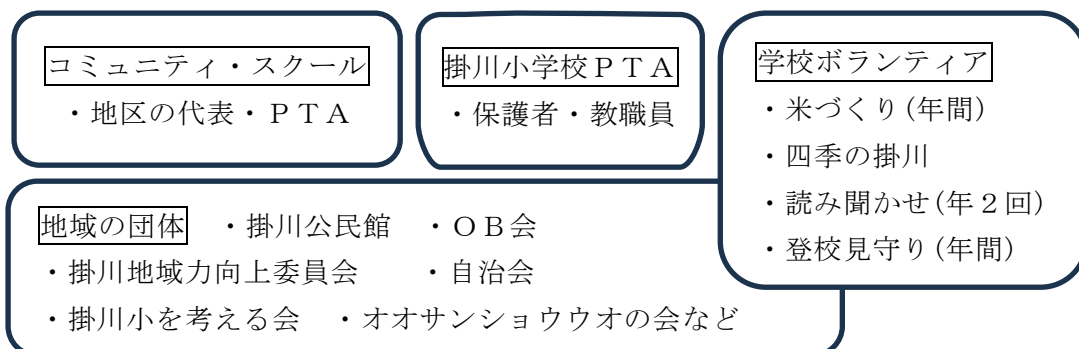 コミュニティ・スクール
・地区の代表・ＰＴＡ
掛川小学校ＰＴＡ
・保護者・教職員
学校ボランティア
・米づくり(年間)
・四季の掛川
・読み聞かせ(年２回)
・登校見守り(年間)
地域の団体　・掛川公民館　・ＯＢ会
・掛川地域力向上委員会　・自治会
・掛川小を考える会　・オオサンショウウオの会など